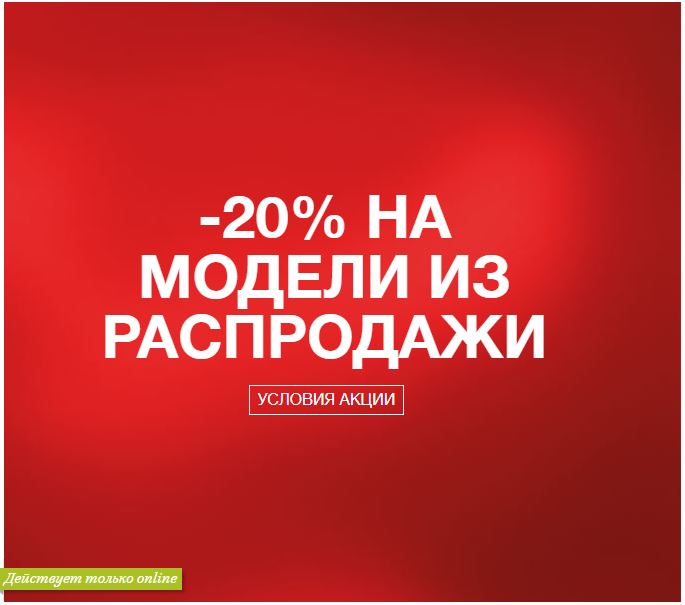 -20% НА
МОДЕЛИ ИЗ
РАСПРОДАЖИ
УСЛОВИЯ АКЦИИ
Действует только online